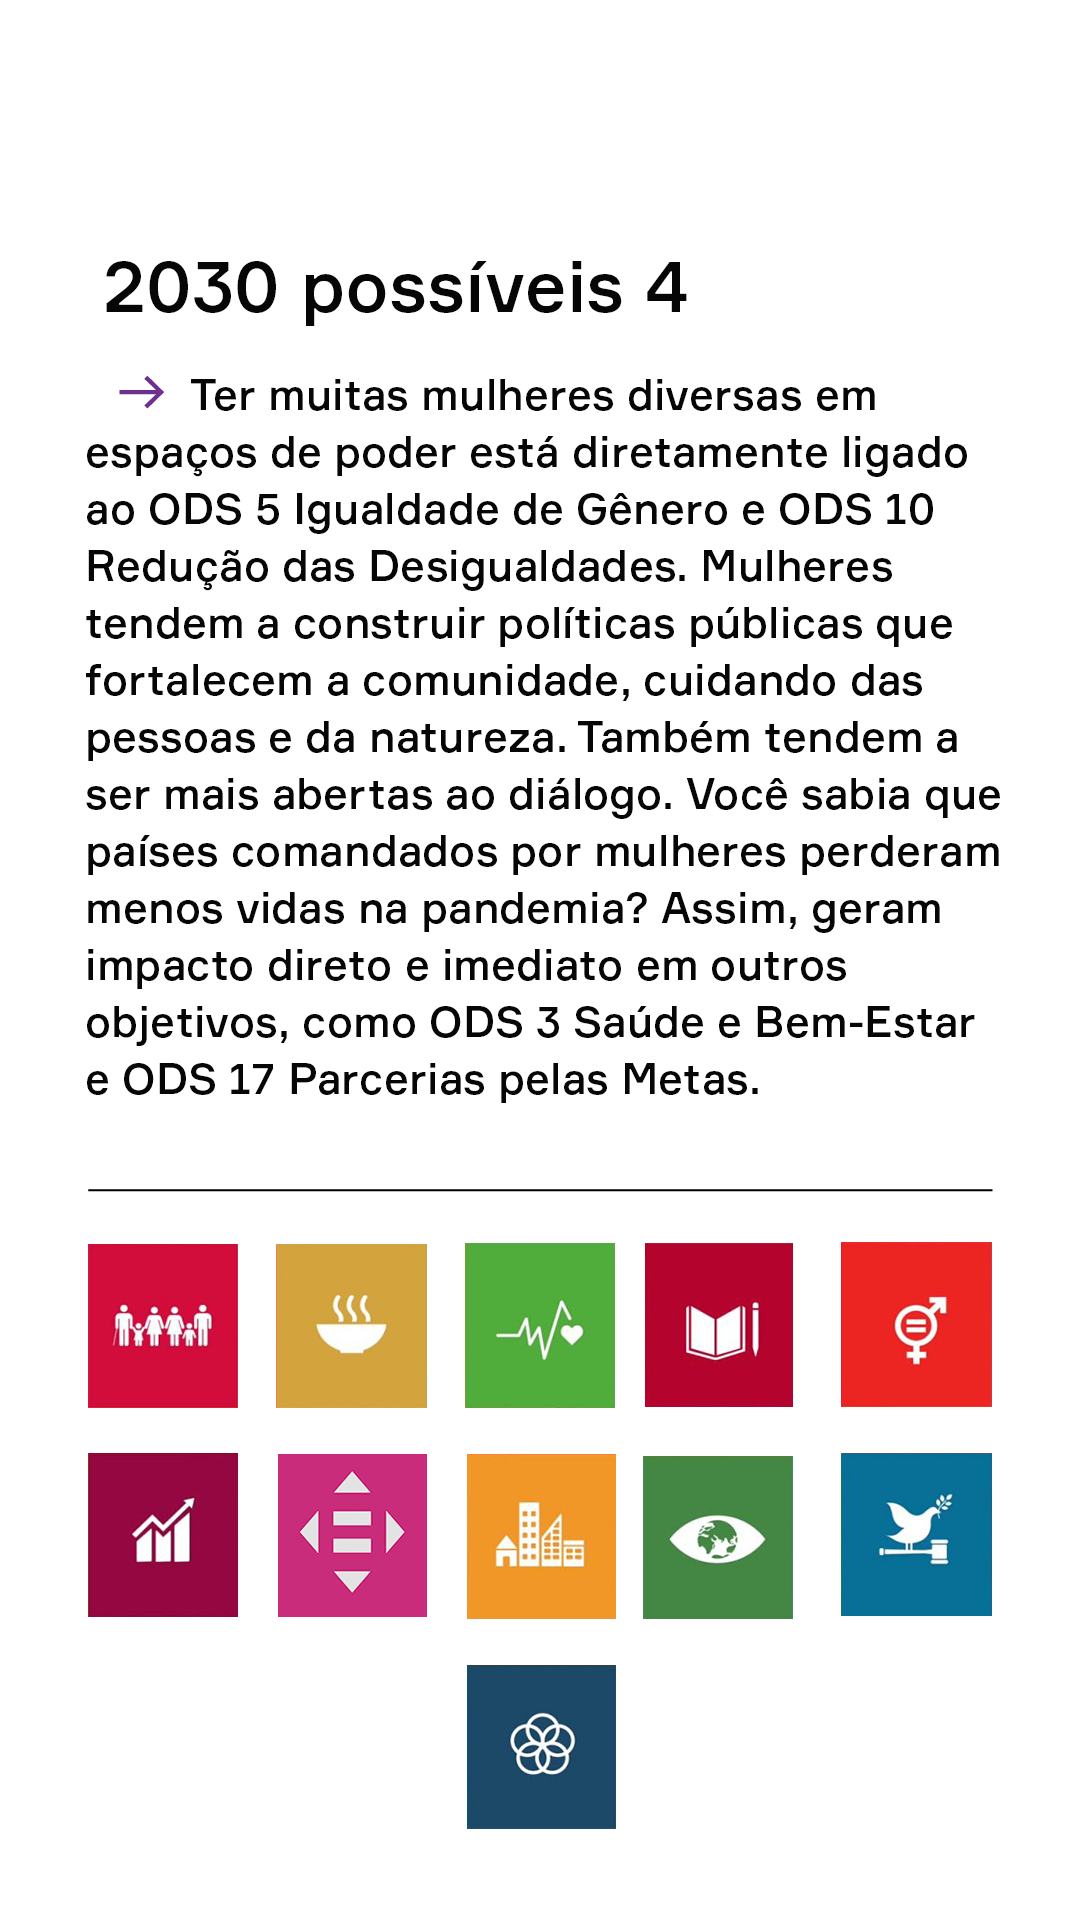 2030 possíveis 4
→ Ter muitas mulheres diversas em
espaços de poder está diretamente ligado
ao ODS 5 Igualdade de Gênero e ODS 10
Redução das Desigualdades. Mulheres
tendem a construir políticas públicas que
fortalecem a comunidade, cuidando das
pessoas e da natureza. Também tendem a
ser mais abertas ao diálogo. Você sabia que
países comandados por mulheres perderam
menos vidas na pandemia? Assim, geram
impacto direto e imediato em outros
objetivos, como ODS 3 Saúde e Bem-Estar
e ODS 17 Parcerias pelas Metas.